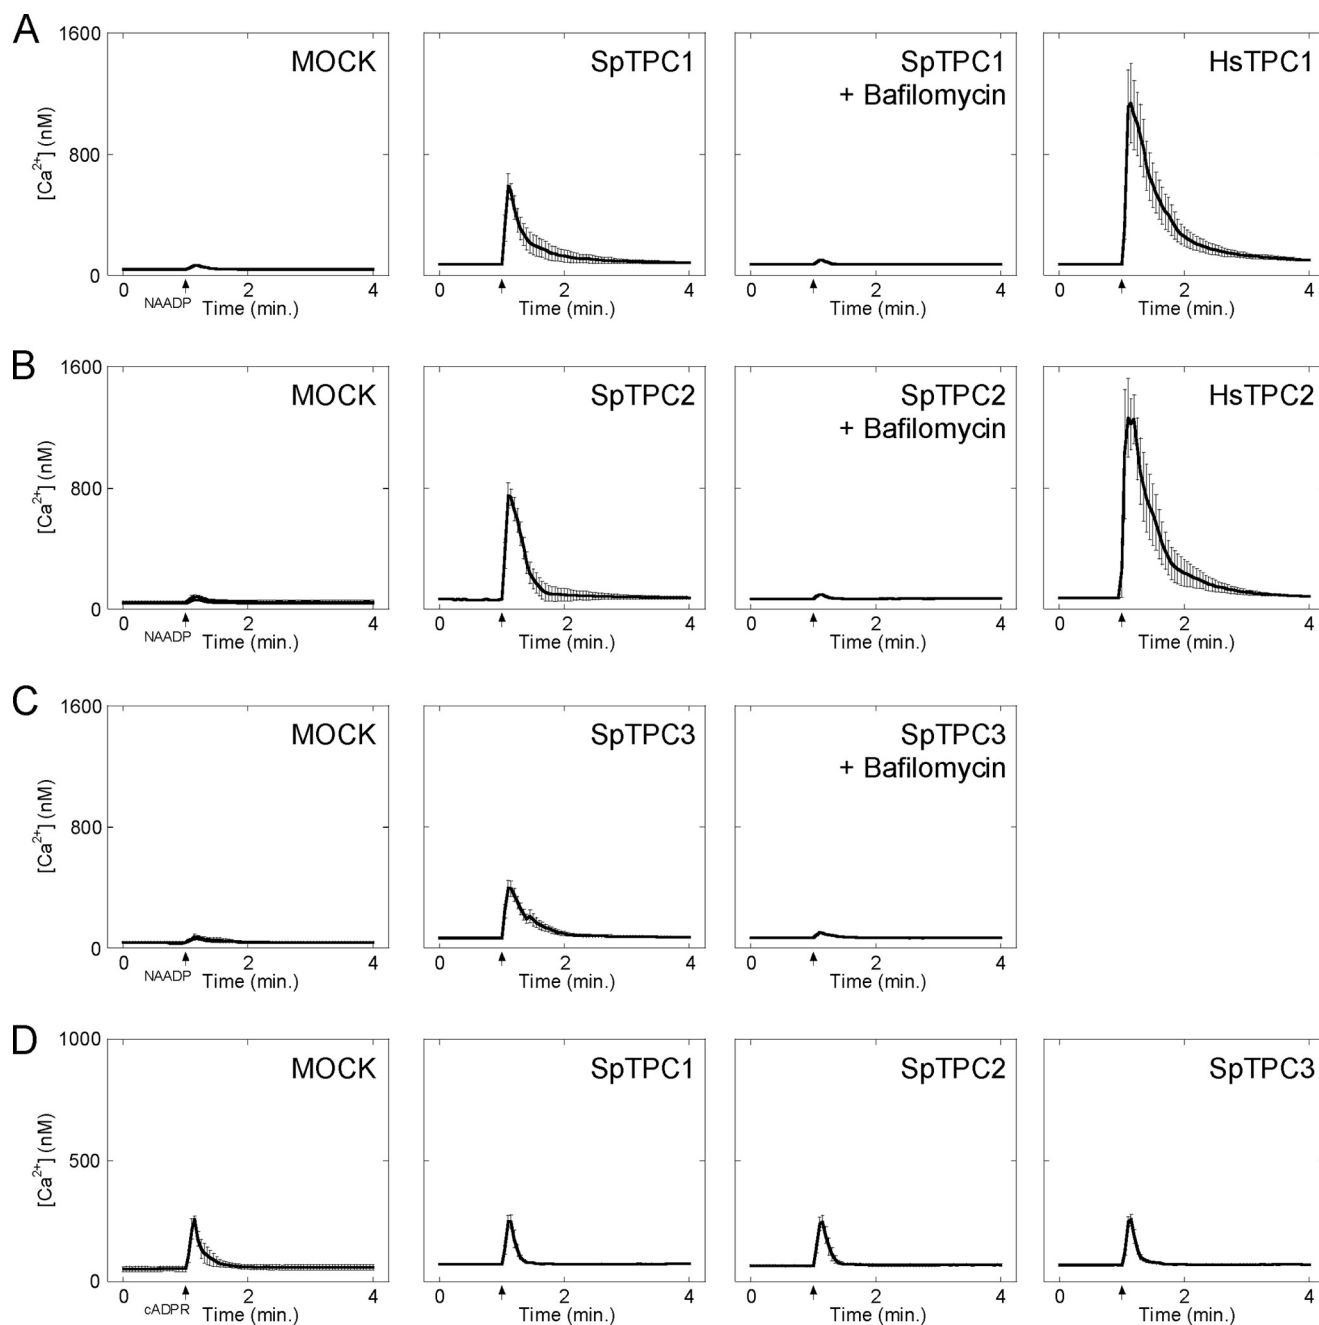 A
1600
800
0
[Ca²⁺] (nM)
MOCK
SpTPC1
SpTPC1
+ Bafilomycin
HsTPC1
0 2 4
0 2 4
0 2 4
0 2 4
NAADP
Time (min.)
Time (min.)
Time (min.)
Time (min.)
B
1600
800
0
[Ca²⁺] (nM)
MOCK
SpTPC2
SpTPC2
+ Bafilomycin
HsTPC2
0 2 4
0 2 4
0 2 4
0 2 4
NAADP
Time (min.)
Time (min.)
Time (min.)
Time (min.)
C
1600
800
0
[Ca²⁺] (nM)
MOCK
SpTPC3
SpTPC3
+ Bafilomycin
0 2 4
0 2 4
0 2 4
NAADP
Time (min.)
Time (min.)
Time (min.)
D
1000
500
0
[Ca²⁺] (nM)
MOCK
SpTPC1
SpTPC2
SpTPC3
0 2 4
0 2 4
0 2 4
0 2 4
cADPR
Time (min.)
Time (min.)
Time (min.)
Time (min.)